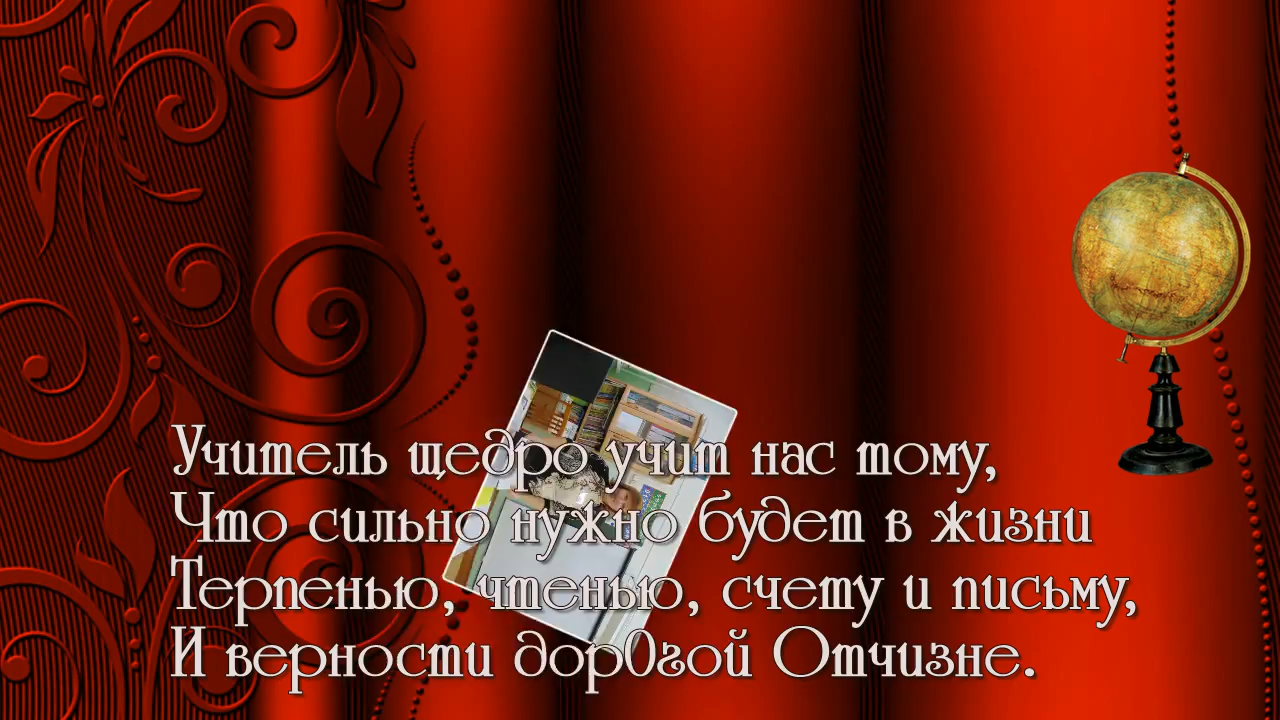 Учитель щедро учит нас тому,
Что сильно нужно будет в жизни
Терпенью, чтенью, счету и письму,
И верности дор0гой Отчизне.